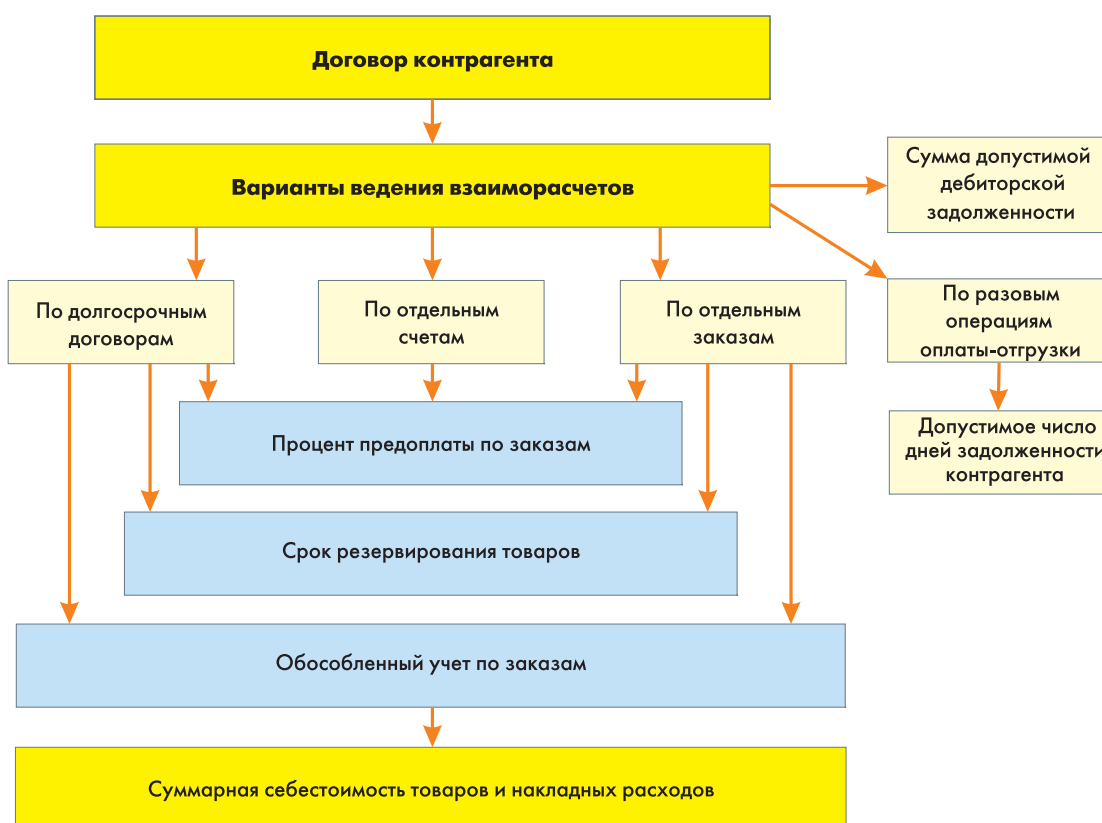 Договор контрагента
Варианты ведения взаиморасчетов
Сумма допустимой
дебиторской
задолженности
По долгосрочным
договорам
По отдельным
счетам
По отдельным
заказам
По разовым
операциям
оплаты-отгрузки
Процент предоплаты по заказам
Допустимое число
дней задолженности
контрагента
Срок резервирования товаров
Обособленный учет по заказам
Суммарная себестоимость товаров и накладных расходов